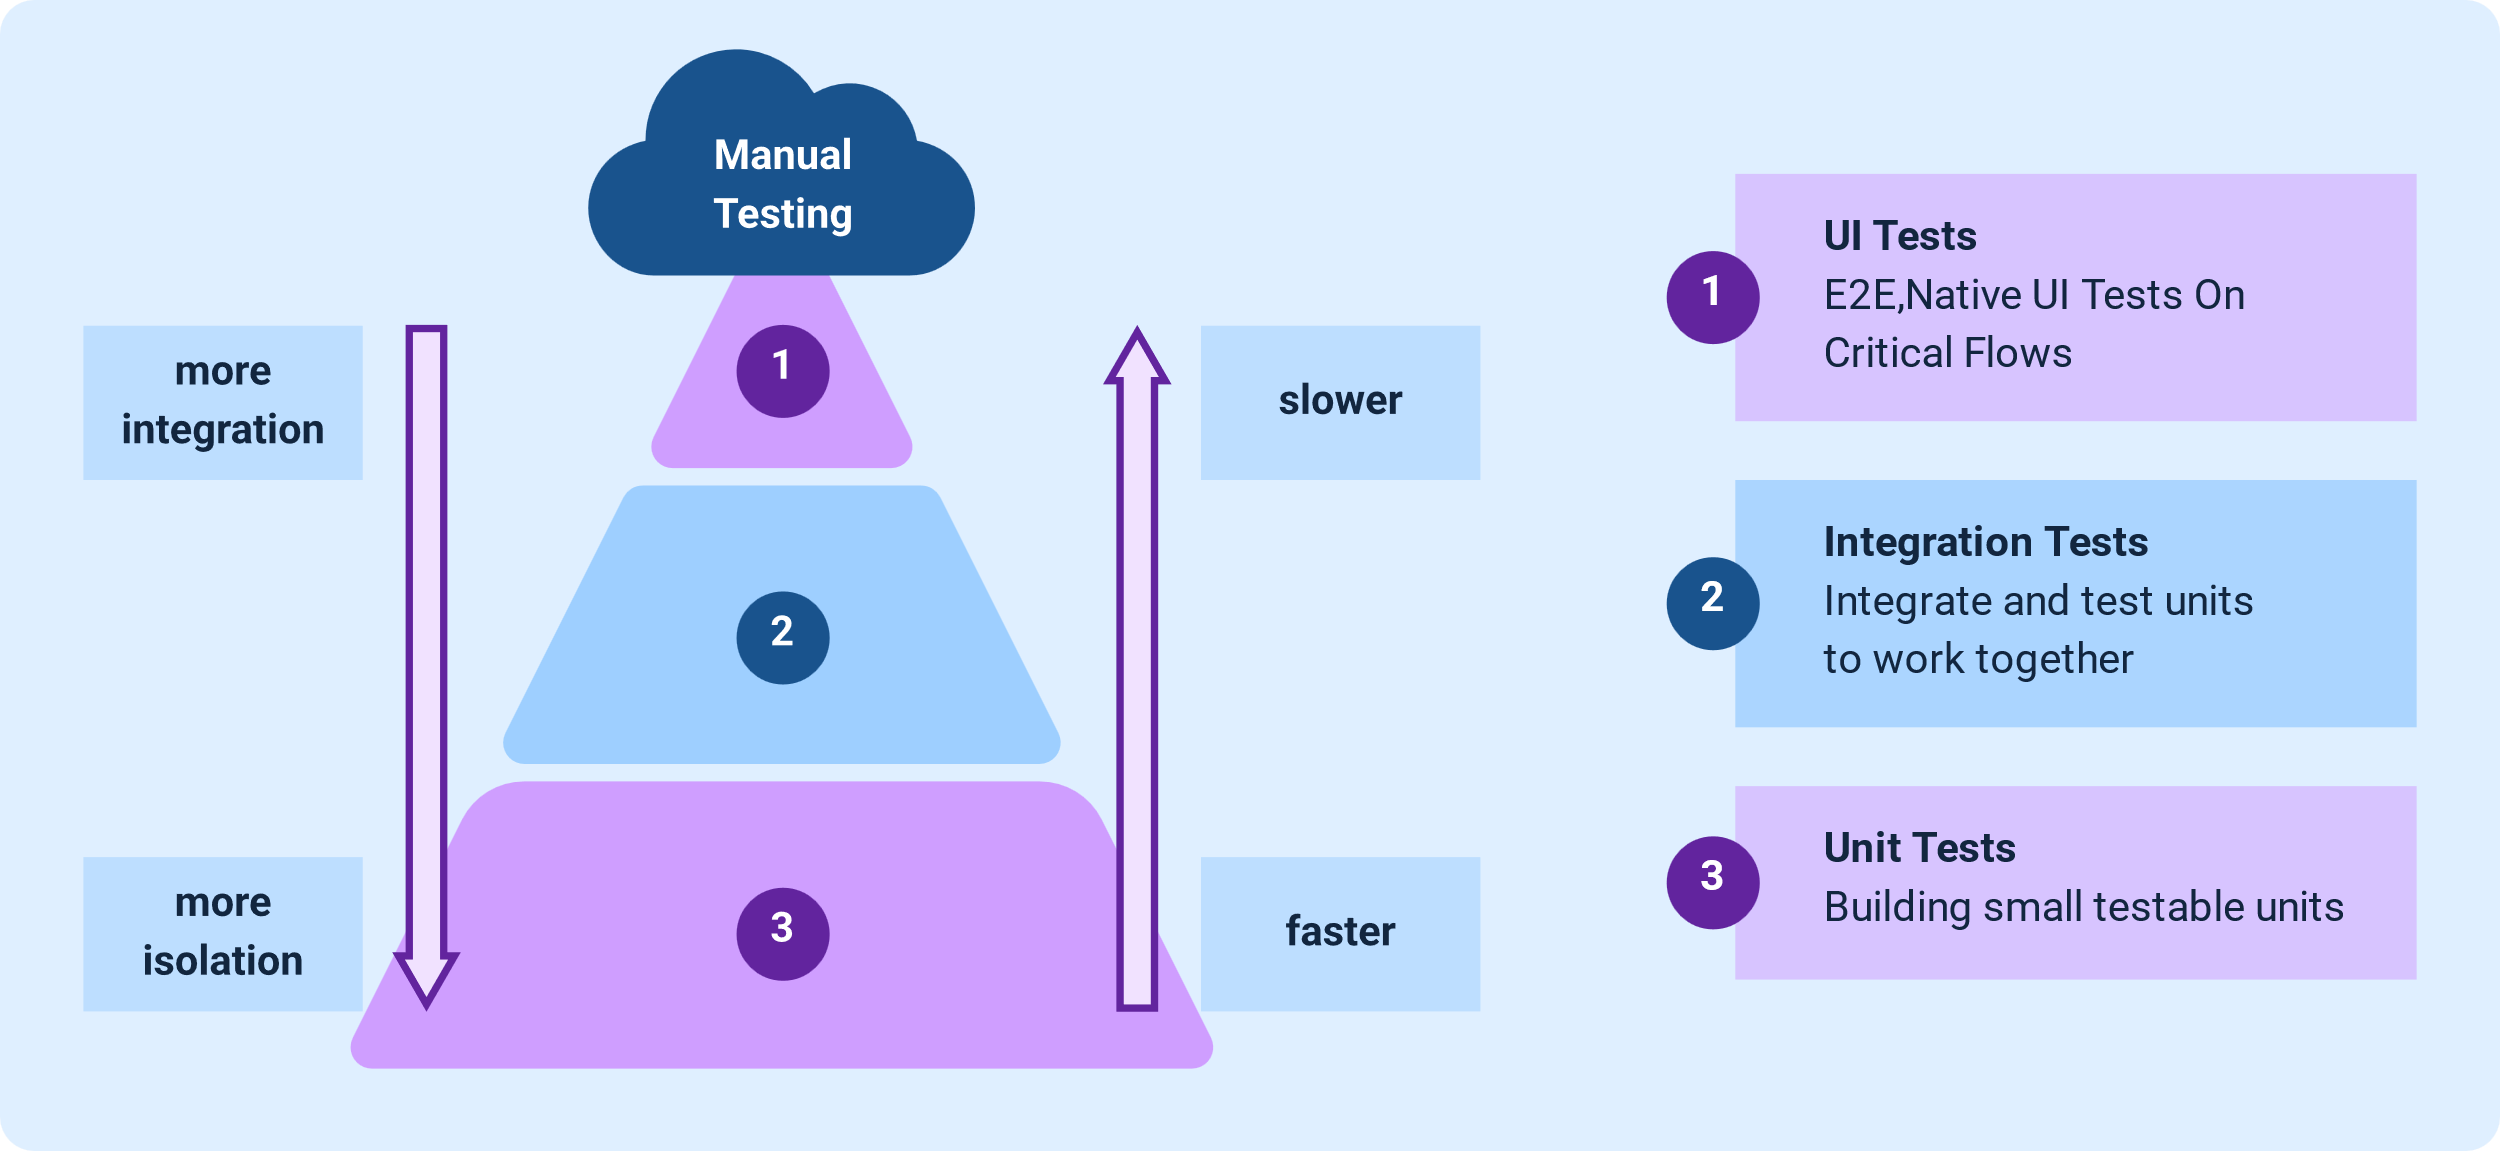 Manual
Testing
more
integration
1
slower
2
more
isolation
3
faster
1
UI Tests
E2E,Native UI Tests On
Critical Flows
2
Integration Tests
Integrate and test units
to work together
3
Unit Tests
Building small testable units